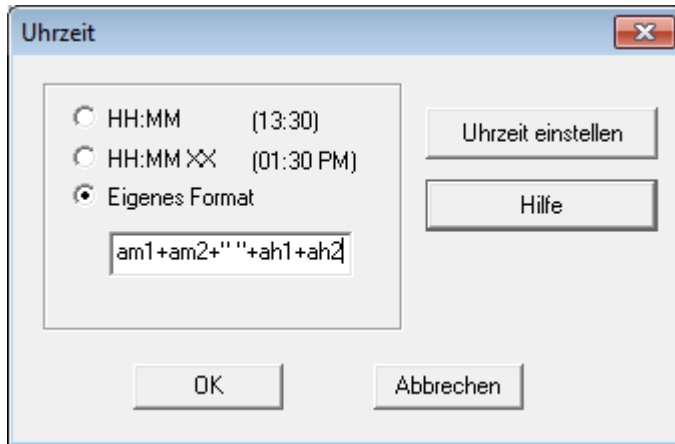 Uhrzeit
HH:MM (13:30)
HH:MM XX (01:30 PM)
Eigenes Format
am1+am2+" "+ah1+ah2
Uhrzeit einstellen
Hilfe
OK
Abbrechen